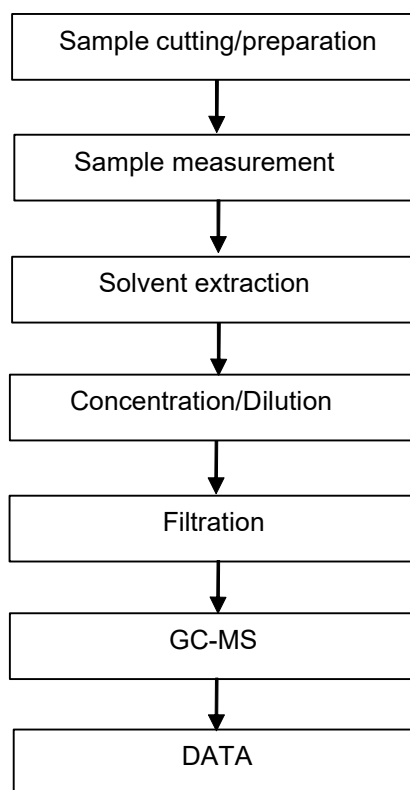 Sample cutting/preparation
Sample measurement
Solvent extraction
Concentration/Dilution
Filtration
GC-MS
DATA